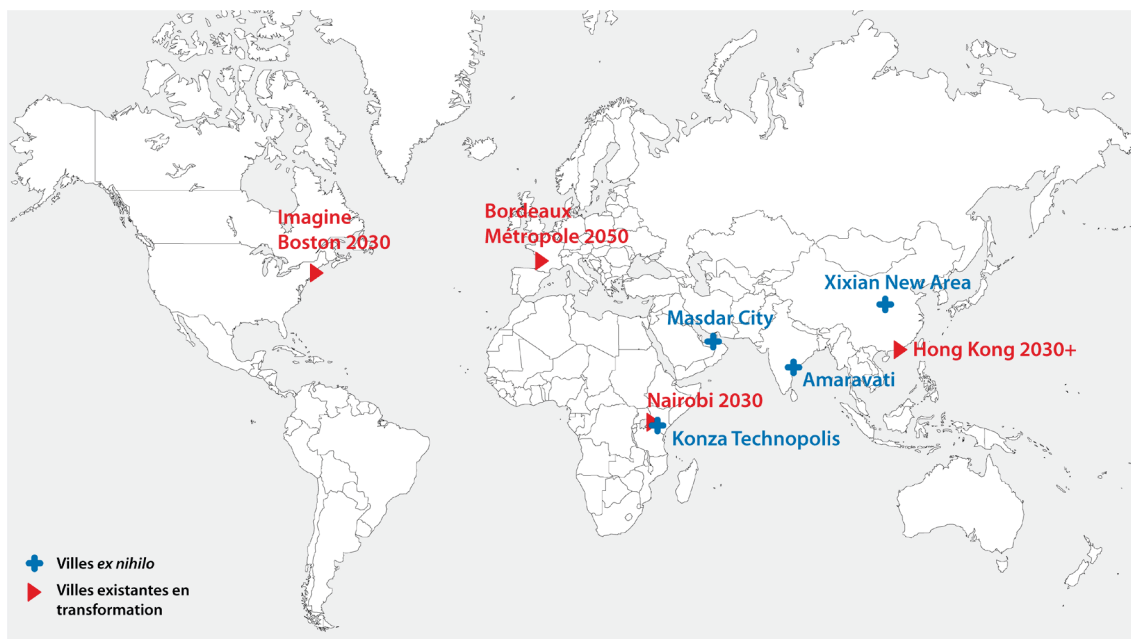 Imagine
Boston 2030
Bordeaux
Métropole 2050
Xixian New Area
Masdar City
Hong Kong 2030+
Amaravati
Nairobi 2030
Konza Technopolis
Villes ex nihilo
Villes existantes en
transformation